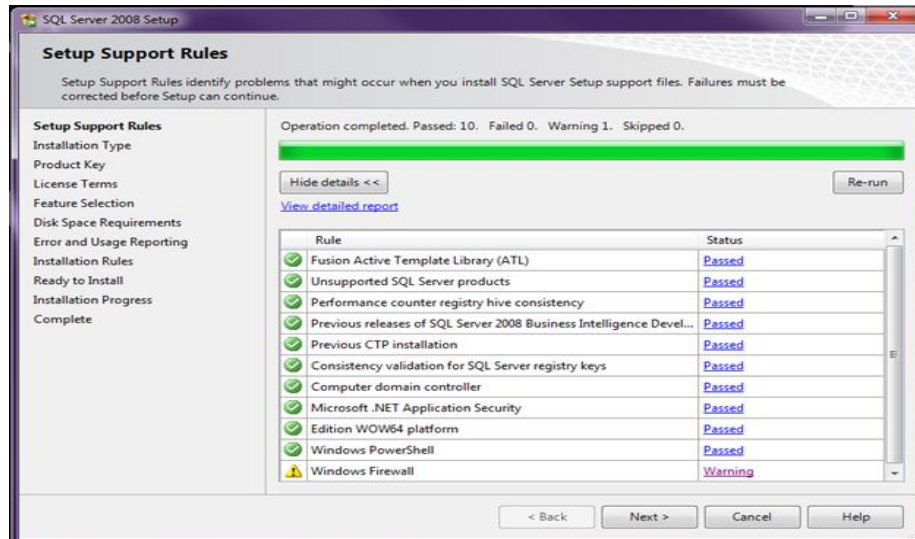 SQL Server 2008 Setup
Setup Support Rules
Setup Support Rules identify problems that might occur when you install SQL Server Setup support files. Failures must be
corrected before Setup can continue.
Setup Support Rules
Installation Type
Product Key
License Terms
Feature Selection
Disk Space Requirements
Error and Usage Reporting
Installation Rules
Ready to Install
Installation Progress
Complete
Operation completed. Passed: 10. Failed 0. Warning 1. Skipped 0.
Hide details <<
Re-run
View detailed report
Rule Status
Fusion Active Template Library (ATL) Passed
Unsupported SQL Server products Passed
Performance counter registry hive consistency Passed
Previous releases of SQL Server 2008 Business Intelligence Devel... Passed
Previous CTP installation Passed
Consistency validation for SQL Server registry keys Passed
Computer domain controller Passed
Microsoft .NET Application Security Passed
Edition WOW64 platform Passed
Windows PowerShell Passed
Windows Firewall Warning
< Back Next > Cancel Help